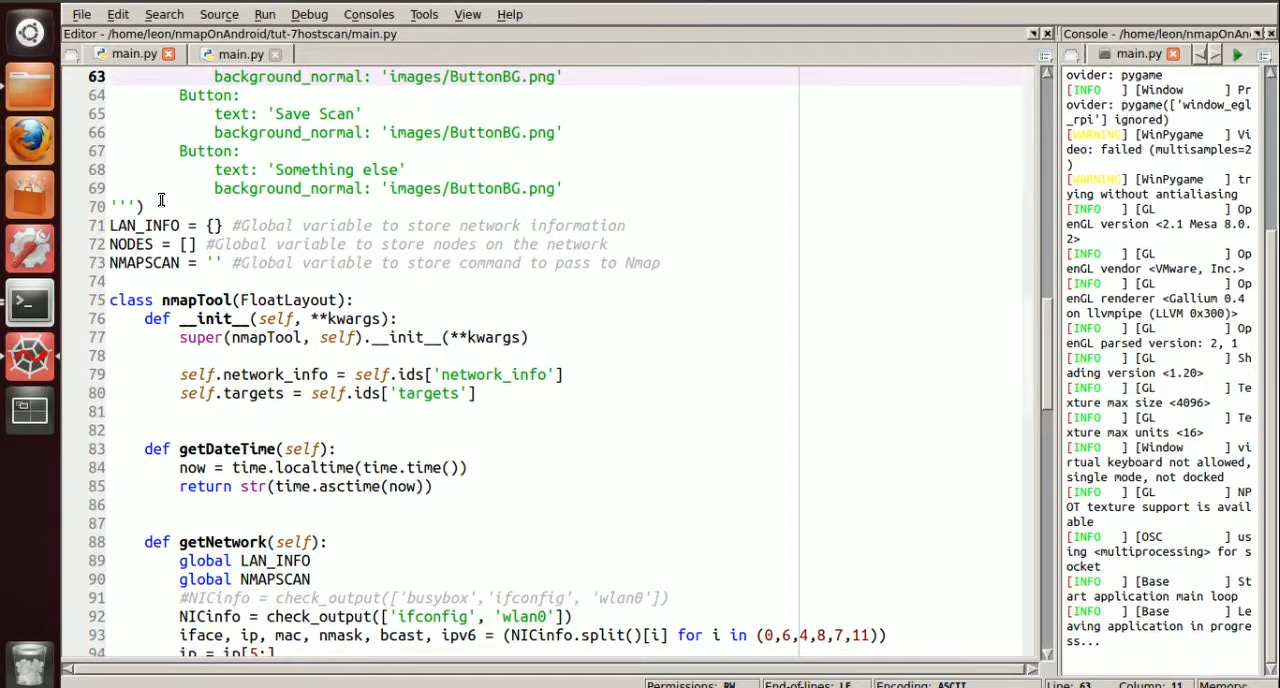 File Edit Search Source Run Debug Consoles Tools View Help
Editor - /home/leon/nmapOnAndroid/tut-7hostscan/main.py
main.py main.py
63 background_normal: 'images/ButtonBG.png'
64 Button:
65 text: 'Save Scan'
66 background_normal: 'images/ButtonBG.png'
67 Button:
68 text: 'Something else'
69 background_normal: 'images/ButtonBG.png'
70 ''')
71 LAN_INFO = {} #Global variable to store network information
72 NODES = [] #Global variable to store nodes on the network
73 NMAPSCAN = '' #Global variable to store command to pass to Nmap
74
75 class nmapTool(FloatLayout):
76 def __init__(self, **kwargs):
77 super(nmapTool, self).__init__(**kwargs)
78
79 self.network_info = self.ids['network_info']
80 self.targets = self.ids['targets']
81
82
83 def getDateTime(self):
84 now = time.localtime(time.time())
85 return str(time.asctime(now))
86
87
88 def getNetwork(self):
89 global LAN_INFO
90 global NMAPSCAN
91 #NICinfo = check_output(['busybox','ifconfig', 'wlan0'])
92 NICinfo = check_output(['ifconfig', 'wlan0'])
93 iface, ip, mac, nmask, bcast, ipv6 = (NICinfo.split()[i] for i in (0,6,4,8,7,11))
94 ip = ip[5:]
Console - /home/leon/nmapOnAn
main.py
ovider: pygame
[INFO ] [Window ] Pr
ovider: pygame(['window_egl
_rpi'] ignored)
[WARNING] [WinPygame ] Vi
deo: failed (multisamples=2
)
[WARNING] [WinPygame ] tr
ying without antialiasing
[INFO ] [GL ] Op
enGL version <2.1 Mesa 8.0.
2>
[INFO ] [GL ] Op
enGL vendor <VMware, Inc.>
[INFO ] [GL ] Op
enGL renderer <Gallium 0.4
on llvmpipe (LLVM 0x300)>
[INFO ] [GL ] Op
enGL parsed version: 2, 1
[INFO ] [GL ] Sh
ading version <1.20>
[INFO ] [GL ] Te
xture max size <4096>
[INFO ] [GL ] Te
xture max units <16>
[INFO ] [Window ] vi
rtual keyboard not allowed,
single mode, not docked
[INFO ] [GL ] NP
OT texture support is avail
able
[INFO ] [OSC ] us
ing <multiprocessing> for s
ocket
[INFO ] [Base ] St
art application main loop
[INFO ] [Base ] Le
aving application in progre
ss...
Permissions: RW End-of-lines: LF Encoding: ASCII Line: 63 Column: 11 Memory: